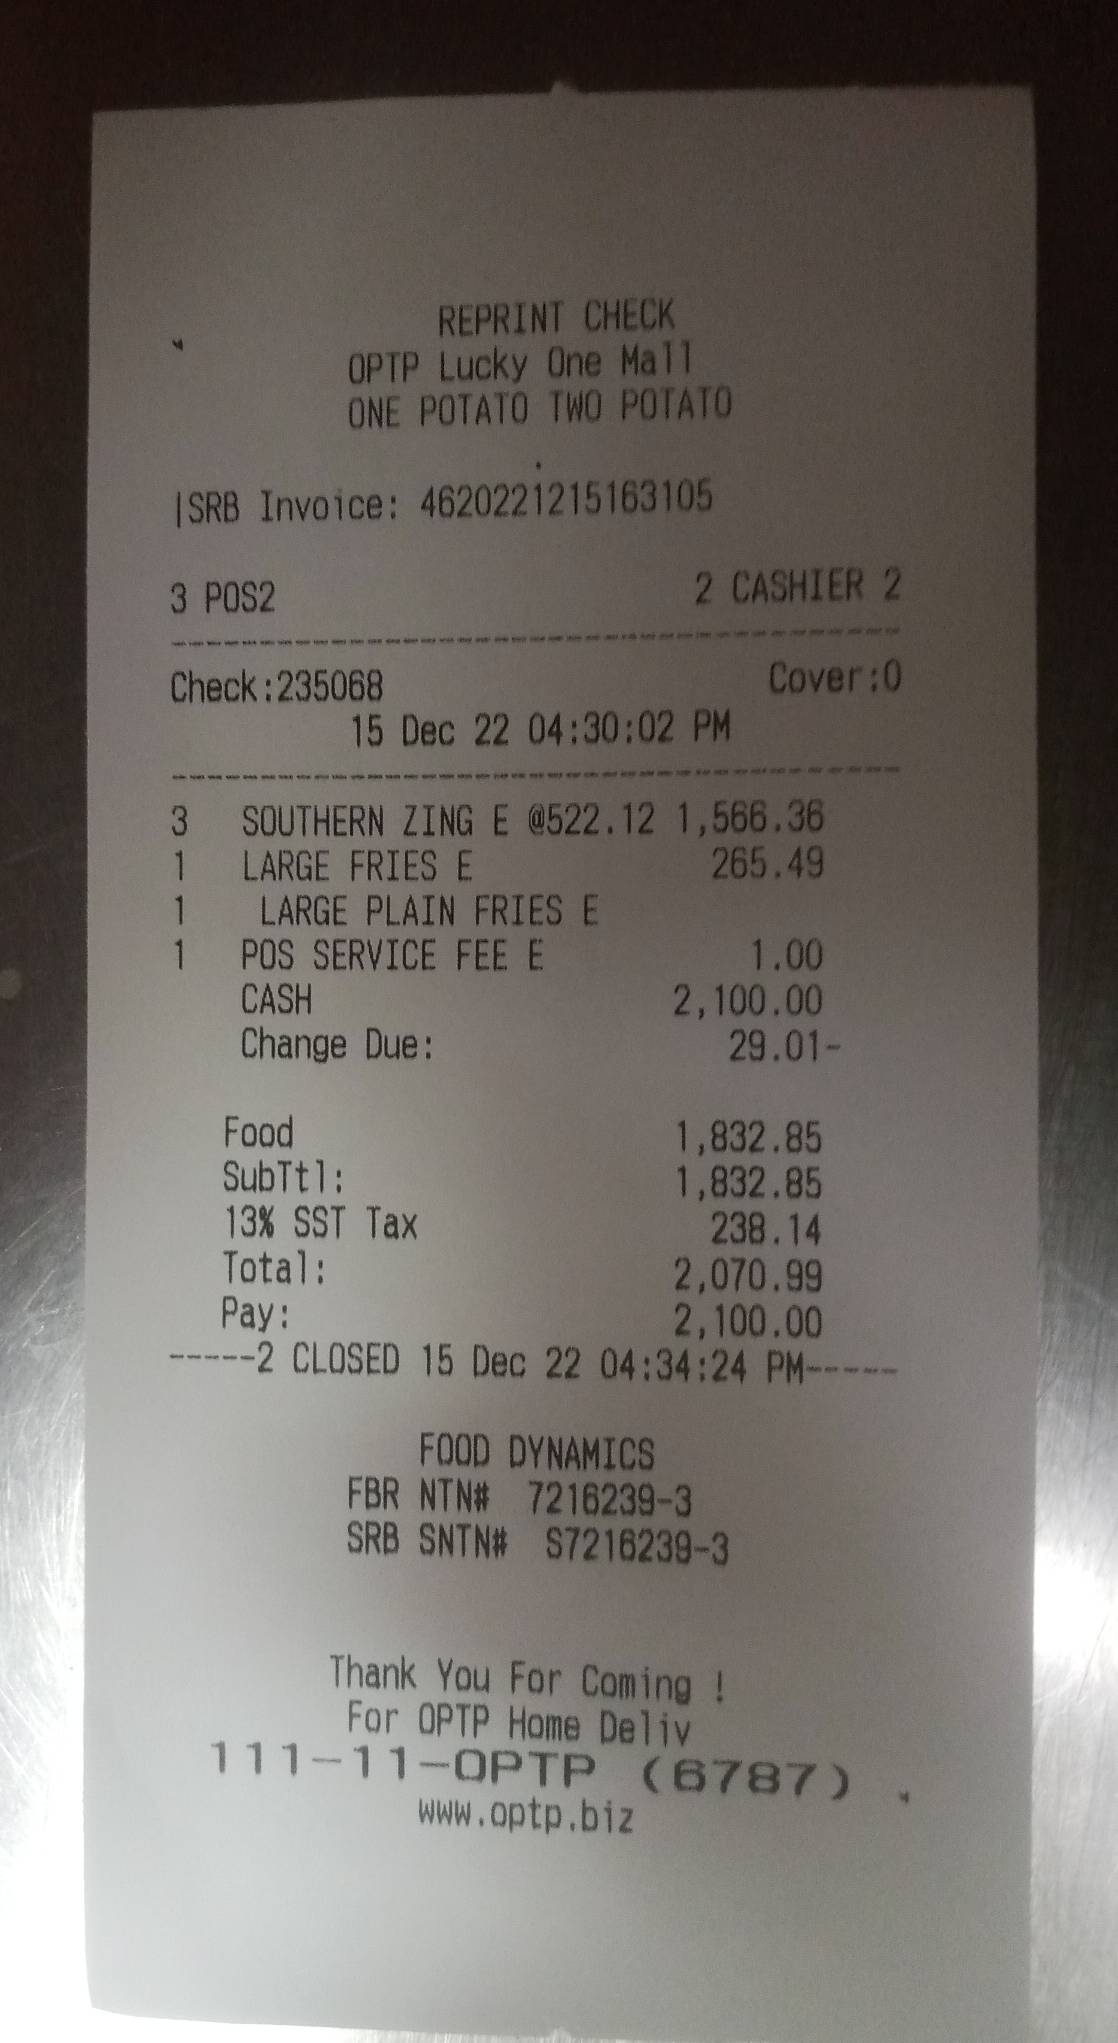 REPRINT CHECK
OPTP Lucky One Mall
ONE POTATO TWO POTATO
|SRB Invoice: 4620221215163105
3 POS2 2 CASHIER 2
Check:235068 Cover:0
15 Dec 22 04:30:02 PM
3 SOUTHERN ZING E @522.12 1,566.36
1 LARGE FRIES E 265.49
1 LARGE PLAIN FRIES E
1 POS SERVICE FEE E 1.00
CASH 2,100.00
Change Due: 29.01-
Food 1,832.85
SubTtl: 1,832.85
13% SST Tax 238.14
Total: 2,070.99
Pay: 2,100.00
-----2 CLOSED 15 Dec 22 04:34:24 PM-----
FOOD DYNAMICS
FBR NTN# 7216239-3
SRB SNTN# S7216239-3
Thank You For Coming !
For OPTP Home Deliv
111-11-OPTP (6787)
www.optp.biz